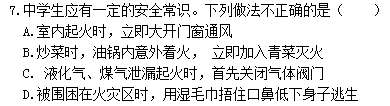 7.中学生应有一定的安全常识。下列做法不正确的是（　　）
A.室内起火时，立即大开门窗通风
B.炒菜时，油锅内意外着火， 立即加入青菜灭火
C. 液化气、煤气泄漏起火时，首先关闭气体阀门
D.被围困在火灾区时，用湿毛巾捂住口鼻低下身子逃生